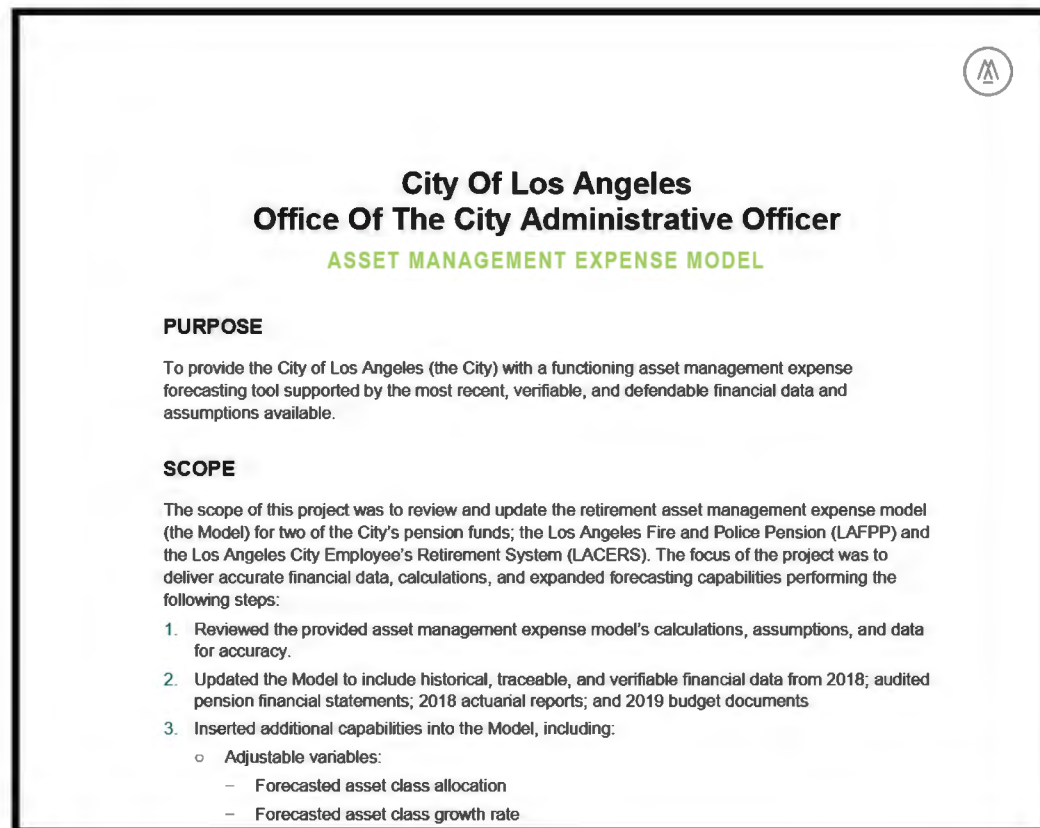 City Of Los Angeles
Office Of The City Administrative Officer
ASSET MANAGEMENT EXPENSE MODEL
PURPOSE
To provide the City of Los Angeles (the City) with a functioning asset management expense
forecasting tool supported by the most recent, verifiable, and defendable financial data and
assumptions available.
SCOPE
The scope of this project was to review and update the retirement asset management expense model
(the Model) for two of the City's pension funds; the Los Angeles Fire and Police Pension (LAFPP) and
the Los Angeles City Employee's Retirement System (LACERS). The focus of the project was to
deliver accurate financial data, calculations, and expanded forecasting capabilities performing the
following steps:
1. Reviewed the provided asset management expense model's calculations, assumptions, and data
for accuracy.
2. Updated the Model to include historical, traceable, and verifiable financial data from 2018; audited
pension financial statements; 2018 actuarial reports; and 2019 budget documents
3. Inserted additional capabilities into the Model, including:
o Adjustable variables:
– Forecasted asset class allocation
– Forecasted asset class growth rate